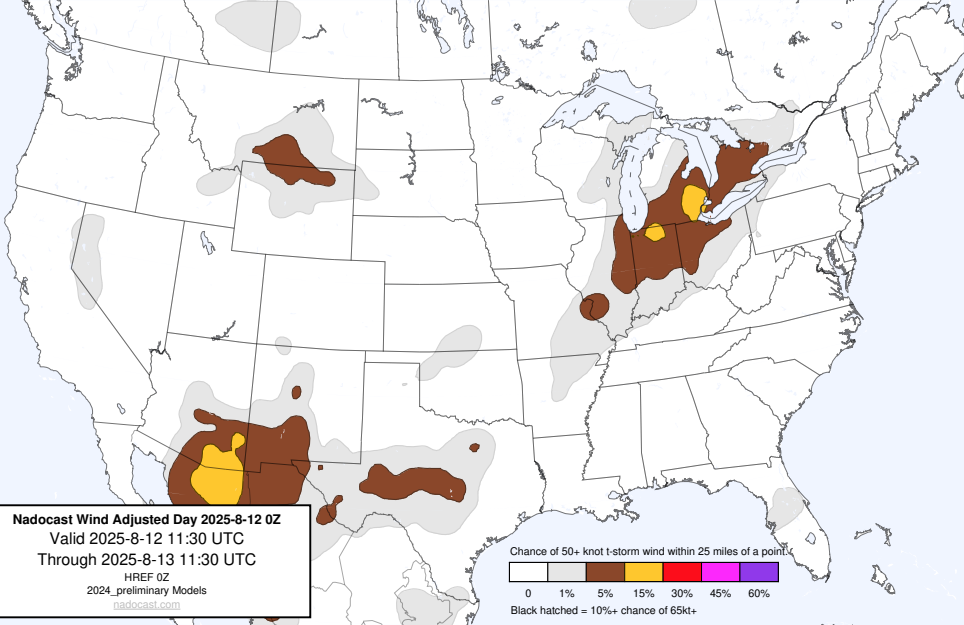 Nadocast Wind Adjusted Day 2025-8-12 0Z
Valid 2025-8-12 11:30 UTC
Through 2025-8-13 11:30 UTC
HREF 0Z
2024_preliminary Models
nadocast.com
Chance of 50+ knot t-storm wind within 25 miles of a point.
0 1% 5% 15% 30% 45% 60%
Black hatched = 10%+ chance of 65kt+